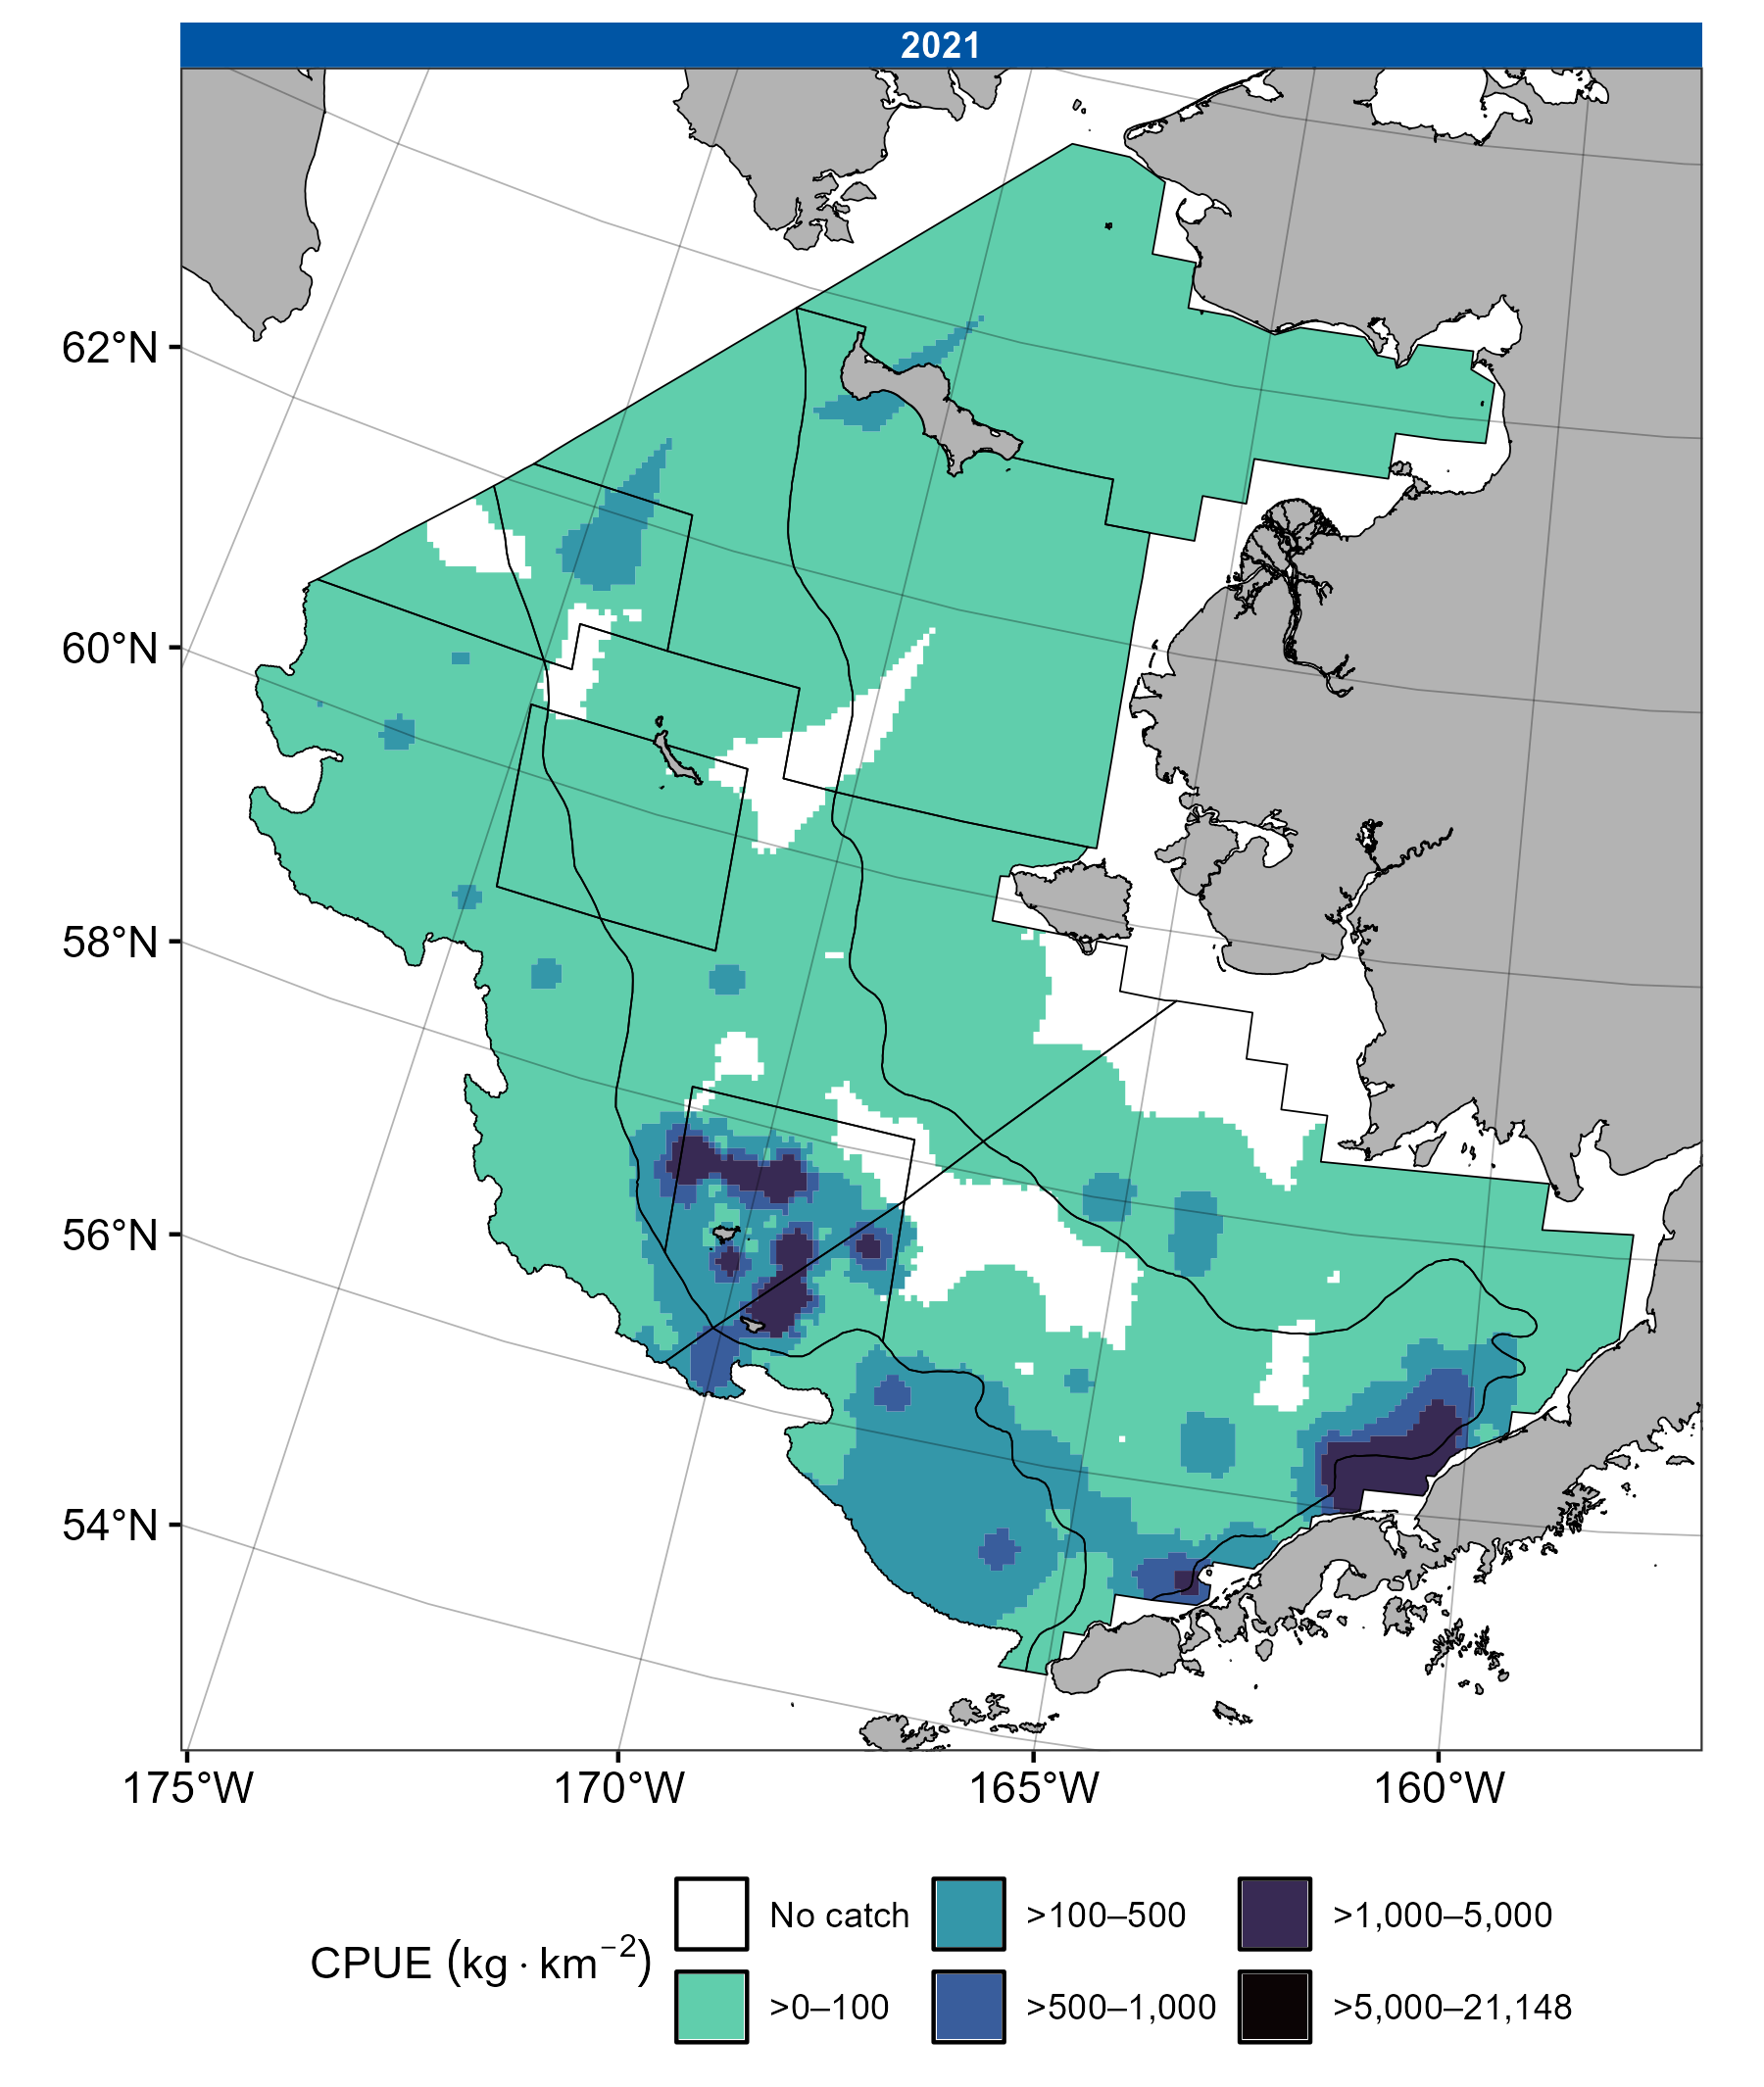 2021
62°N
60°N
58°N
56°N
54°N
175°W 170°W 165°W 160°W
CPUE (kg · km⁻²)
No catch >100–500 >1,000–5,000
>0–100 >500–1,000 >5,000–21,148